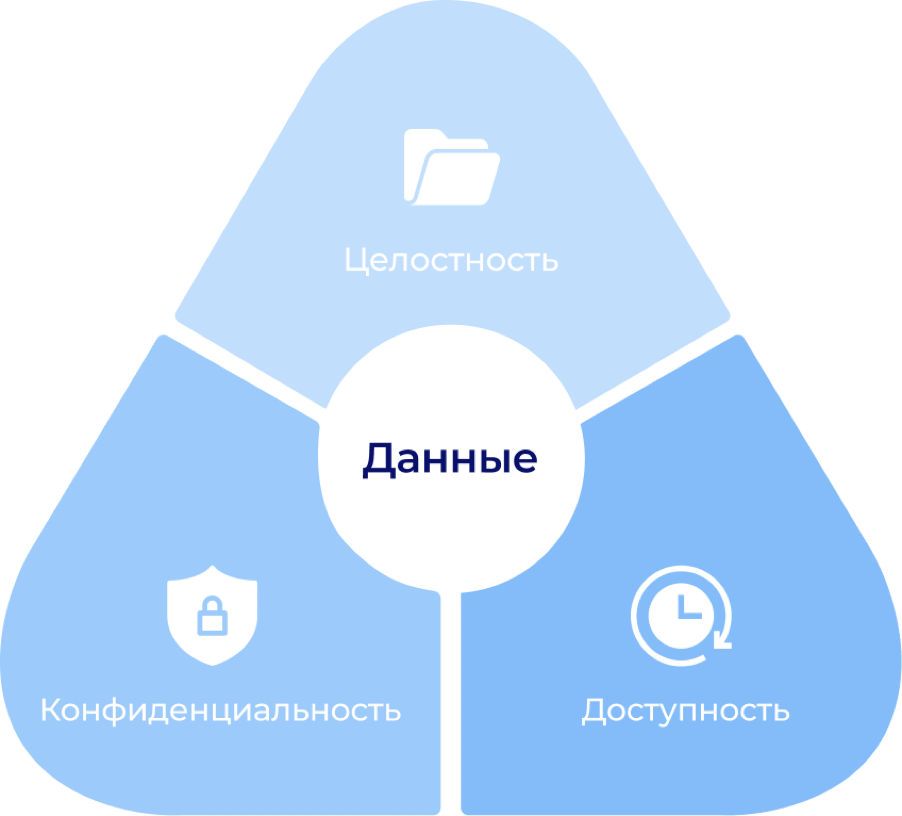 Целостность
Данные
Конфиденциальность
Доступность